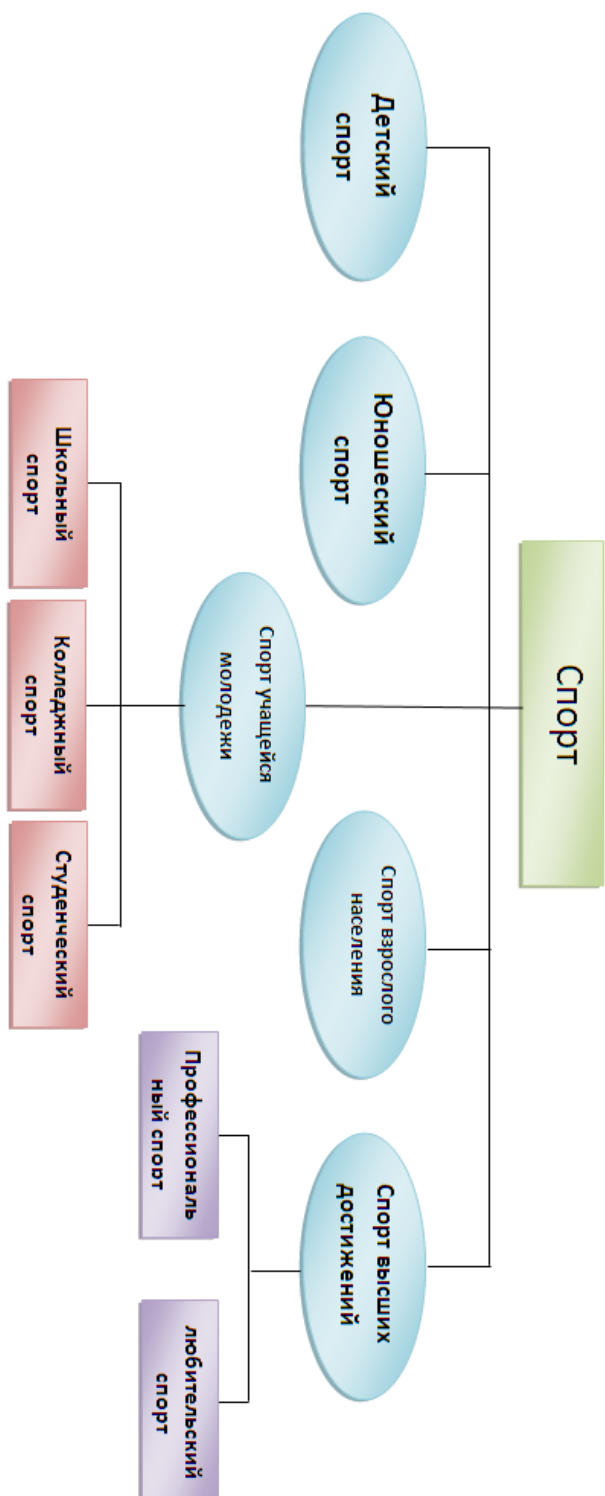 Спорт
Детский
спорт
Юношеский
спорт
Спорт учащейся
молодежи
Спорт взрослого
населения
Спорт высших
достижений
Школьный
спорт
Колледжный
спорт
Студенческий
спорт
Профессиональ
ный спорт
любительский
спорт